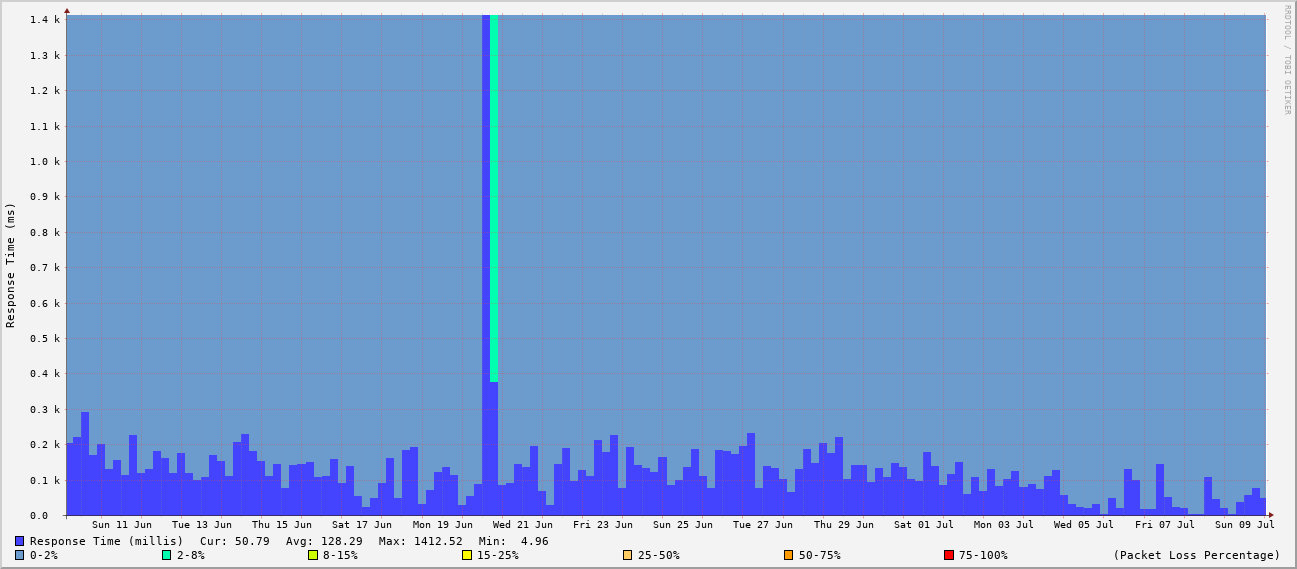 RRDTOOL / TOBI OETIKER
Response Time (ms)
1.4 k
1.3 k
1.2 k
1.1 k
1.0 k
0.9 k
0.8 k
0.7 k
0.6 k
0.5 k
0.4 k
0.3 k
0.2 k
0.1 k
0.0
Sun 11 Jun Tue 13 Jun Thu 15 Jun Sat 17 Jun Mon 19 Jun Wed 21 Jun Fri 23 Jun Sun 25 Jun Tue 27 Jun Thu 29 Jun Sat 01 Jul Mon 03 Jul Wed 05 Jul Fri 07 Jul Sun 09 Jul
Response Time (millis) Cur: 50.79 Avg: 128.29 Max: 1412.52 Min: 4.96
0-2% 2-8% 8-15% 15-25% 25-50% 50-75% 75-100% (Packet Loss Percentage)